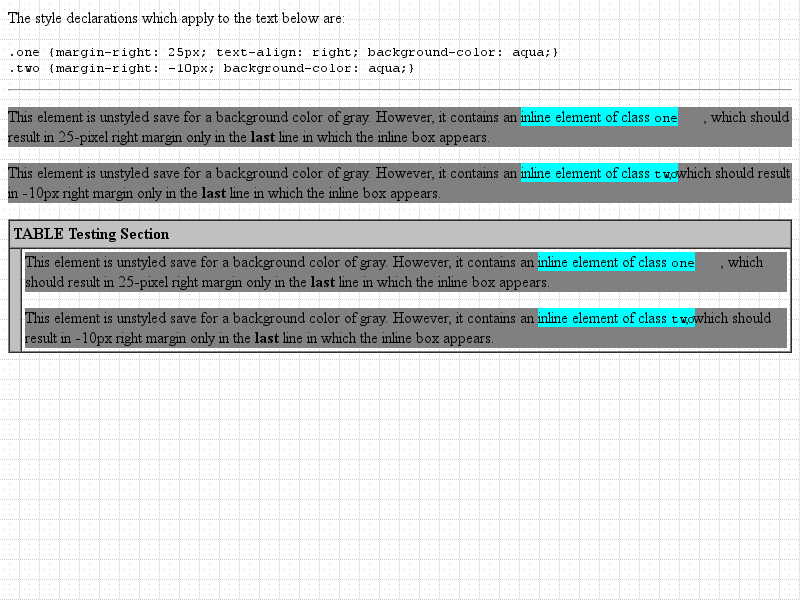 The style declarations which apply to the text below are:
.one {margin-right: 25px; text-align: right; background-color: aqua;}
.two {margin-right: -10px; background-color: aqua;}
This element is unstyled save for a background color of gray. However, it contains an inline element of class one , which should
result in 25-pixel right margin only in the last line in which the inline box appears.
This element is unstyled save for a background color of gray. However, it contains an inline element of class two, which should result
in -10px right margin only in the last line in which the inline box appears.
TABLE Testing Section
This element is unstyled save for a background color of gray. However, it contains an inline element of class one , which
should result in 25-pixel right margin only in the last line in which the inline box appears.
This element is unstyled save for a background color of gray. However, it contains an inline element of class two, which should
result in -10px right margin only in the last line in which the inline box appears.